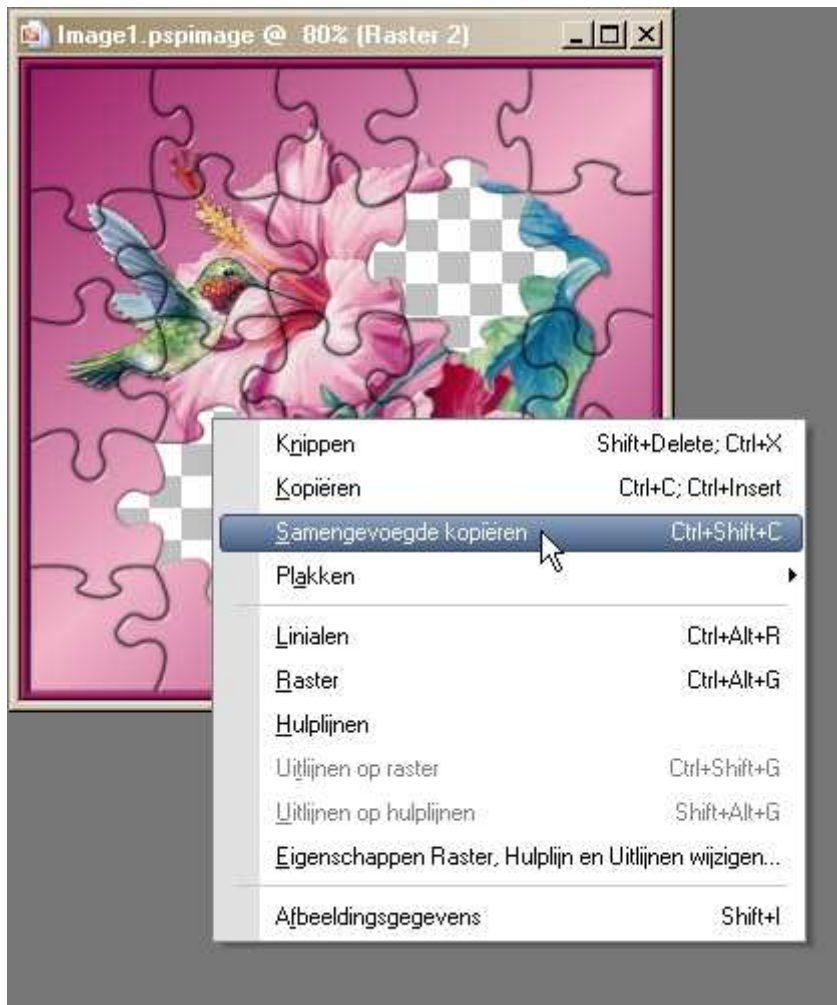 Image1.pspimage @ 80% (Raster 2)
Knippen Shift+Delete; Ctrl+X
Kopiëren Ctrl+C; Ctrl+Insert
Samengevoegde kopiëren Ctrl+Shift+C
Plakken
Linialen Ctrl+Alt+R
Raster Ctrl+Alt+G
Hulplijnen
Uitlijnen op raster Ctrl+Shift+G
Uitlijnen op hulplijnen Shift+Alt+G
Eigenschappen Raster, Hulplijn en Uitlijnen wijzigen...
Afbeeldingsgegevens Shift+I